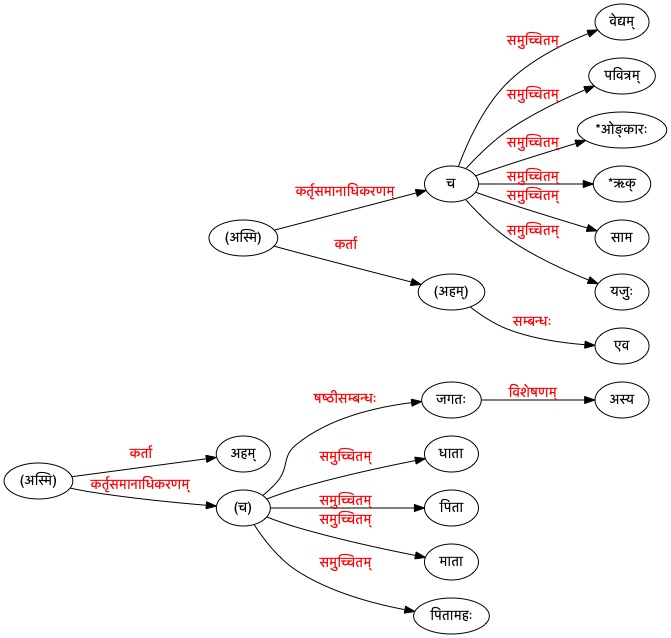 वेद्यम्
समुच्चितम्
पवित्रम्
समुच्चितम्
*ओङ्कारः
समुच्चितम्
च
समुच्चितम्
*ऋक्
कर्तृसमानाधिकरणम्
समुच्चितम्
(अस्मि)
साम
कर्ता
समुच्चितम्
(अहम्)
यजुः
सम्बन्धः
एव
षष्ठीसम्बन्धः
जगतः
विशेषणम्
अस्य
कर्ता
अहम्
समुच्चितम्
धाता
(अस्मि)
कर्तृसमानाधिकरणम्
(च)
समुच्चितम्
पिता
समुच्चितम्
माता
समुच्चितम्
पितामहः